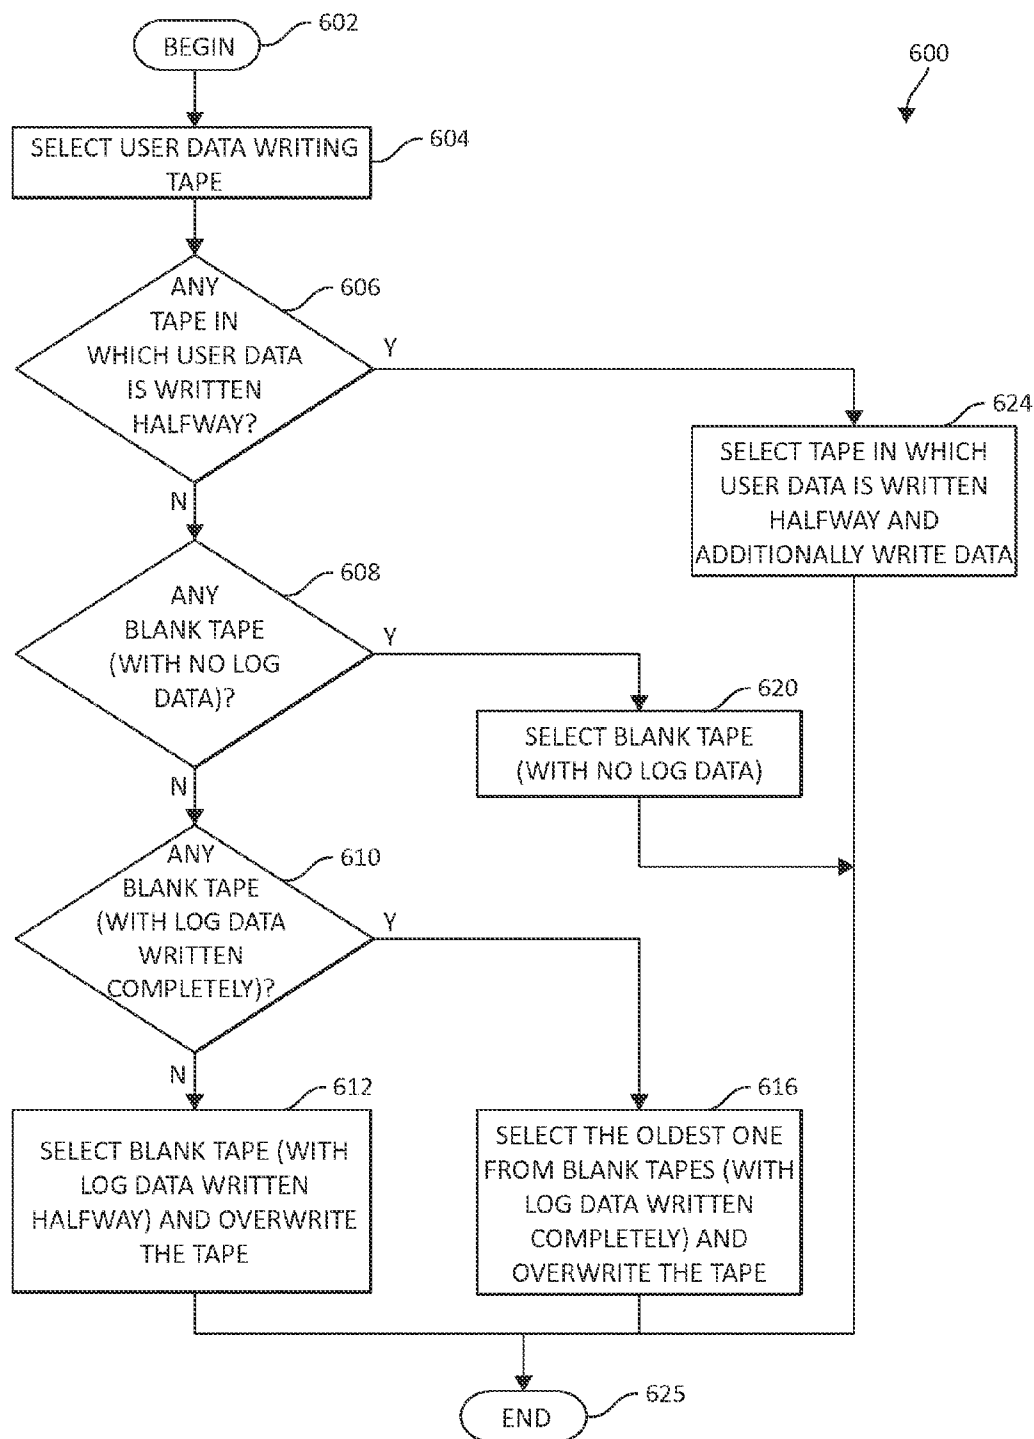 602
BEGIN
600
604
SELECT USER DATA WRITING
TAPE
606
ANY
TAPE IN
WHICH USER DATA
IS WRITTEN
HALFWAY?
Y
N
624
SELECT TAPE IN WHICH
USER DATA IS WRITTEN
HALFWAY AND
ADDITIONALLY WRITE DATA
608
ANY
BLANK TAPE
(WITH NO LOG
DATA)?
Y
N
620
SELECT BLANK TAPE
(WITH NO LOG DATA)
610
ANY
BLANK TAPE
(WITH LOG DATA
WRITTEN
COMPLETELY)?
Y
N
612
SELECT BLANK TAPE (WITH
LOG DATA WRITTEN
HALFWAY) AND OVERWRITE
THE TAPE
616
SELECT THE OLDEST ONE
FROM BLANK TAPES (WITH
LOG DATA WRITTEN
COMPLETELY) AND
OVERWRITE THE TAPE
625
END